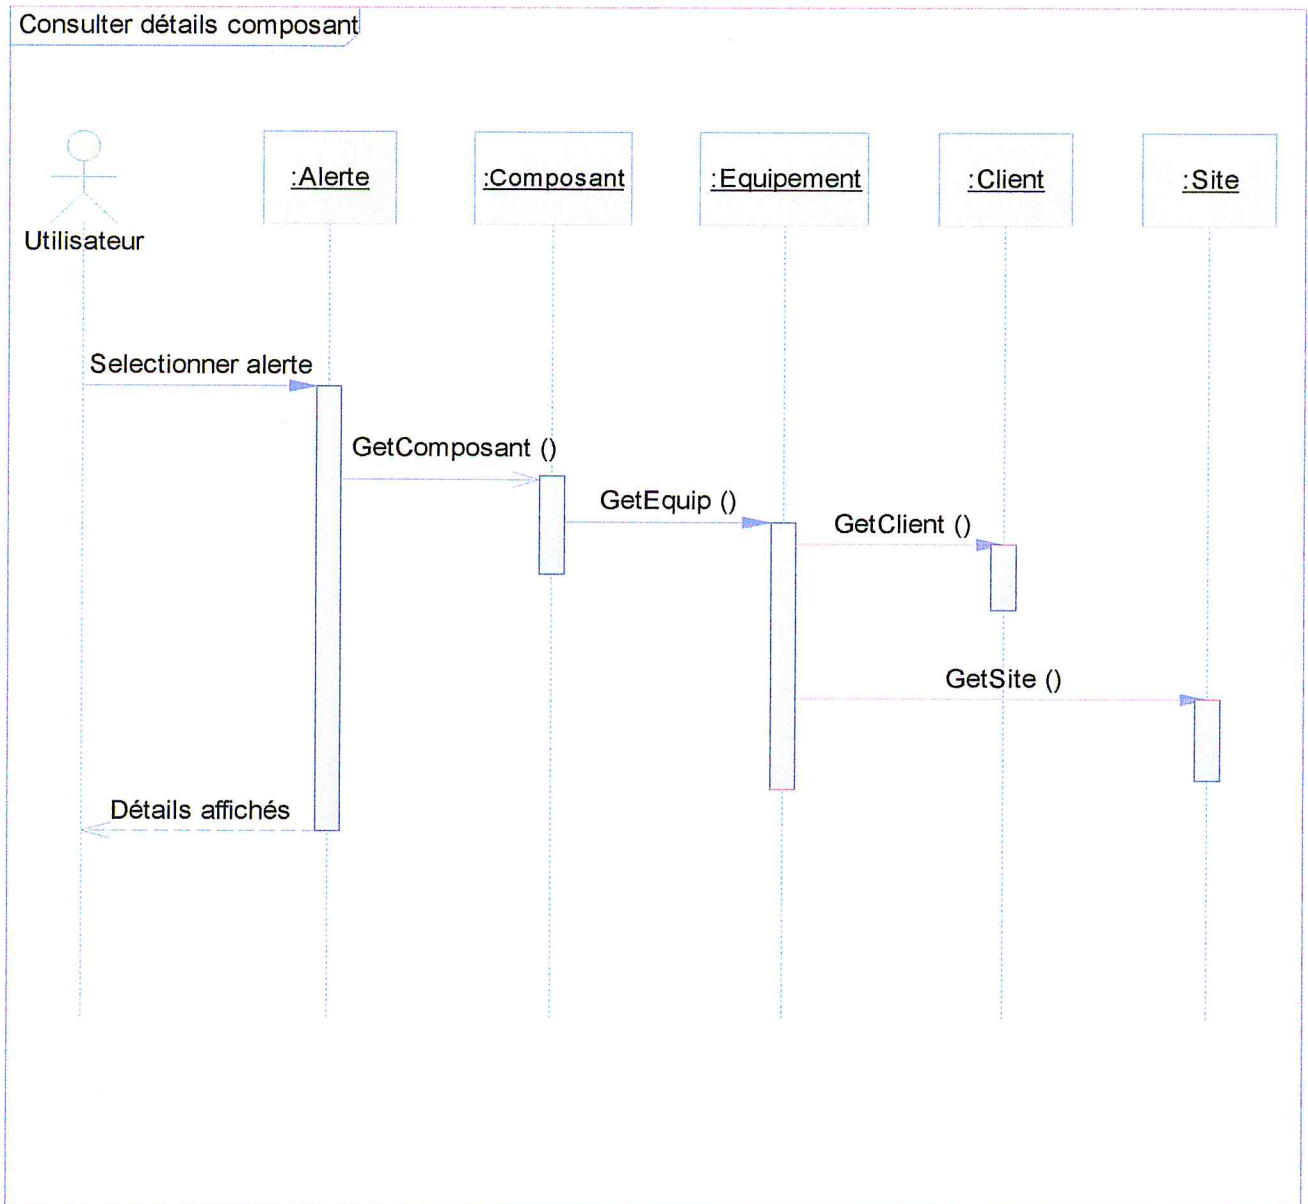 Consulter détails composant
:Alerte
:Composant
:Equipement
:Client
:Site
Utilisateur
Selectionner alerte
GetComposant ()
GetEquip ()
GetClient ()
GetSite ()
Détails affichés